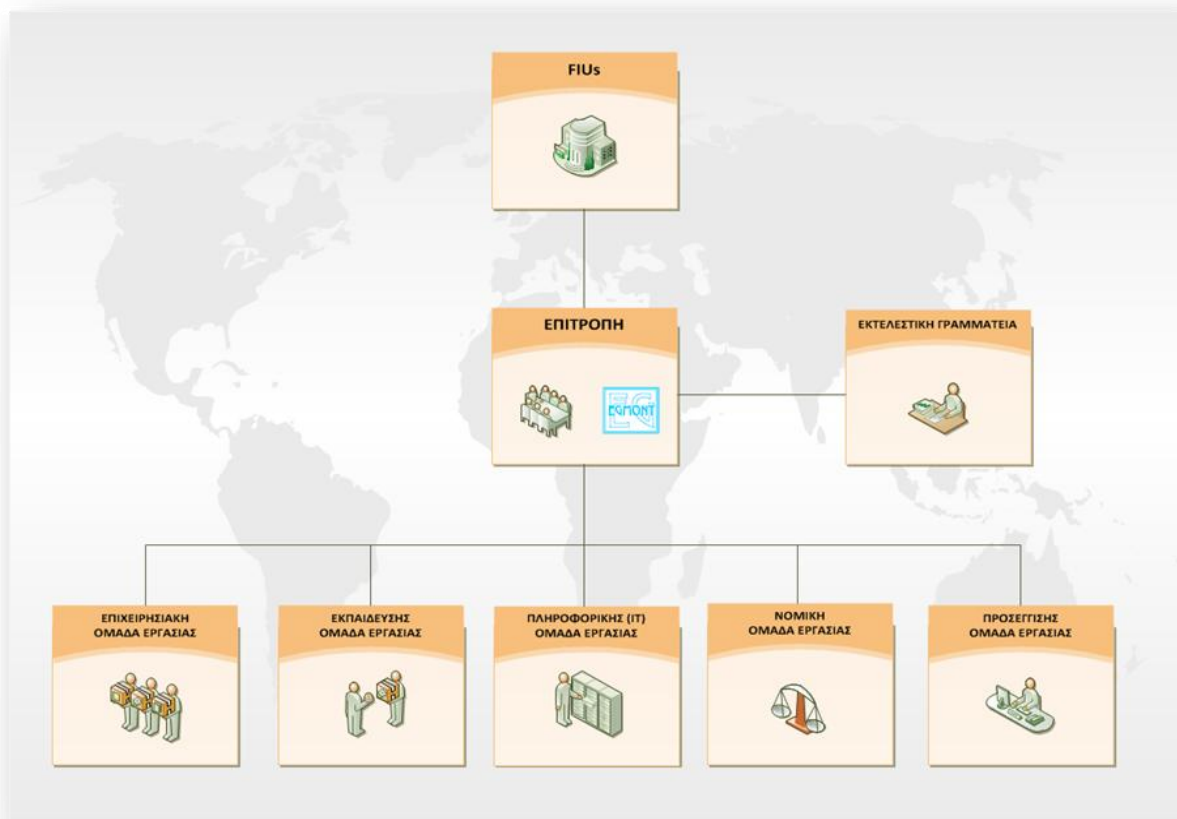 FIUs
ΕΠΙΤΡΟΠΗ
EGMONT
ΕΚΤΕΛΕΣΤΙΚΗ ΓΡΑΜΜΑΤΕΙΑ
ΕΠΙΧΕΙΡΗΣΙΑΚΗ
ΟΜΑΔΑ ΕΡΓΑΣΙΑΣ
ΕΚΠΑΙΔΕΥΣΗΣ
ΟΜΑΔΑ ΕΡΓΑΣΙΑΣ
ΠΛΗΡΟΦΟΡΙΚΗΣ (IT)
ΟΜΑΔΑ ΕΡΓΑΣΙΑΣ
ΝΟΜΙΚΗ
ΟΜΑΔΑ ΕΡΓΑΣΙΑΣ
ΠΡΟΣΕΓΓΙΣΗΣ
ΟΜΑΔΑ ΕΡΓΑΣΙΑΣ